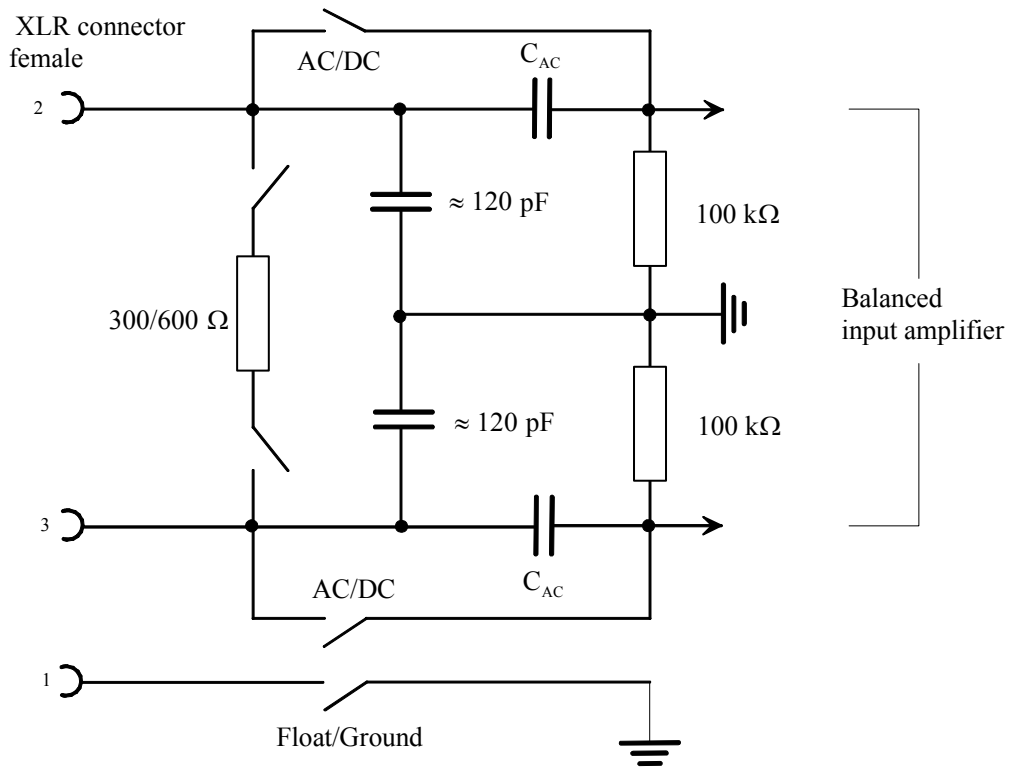 XLR connector
female
AC/DC
C_AC
2
≈ 120 pF
100 kΩ
300/600 Ω
Balanced
input amplifier
≈ 120 pF
100 kΩ
3
AC/DC
C_AC
1
Float/Ground